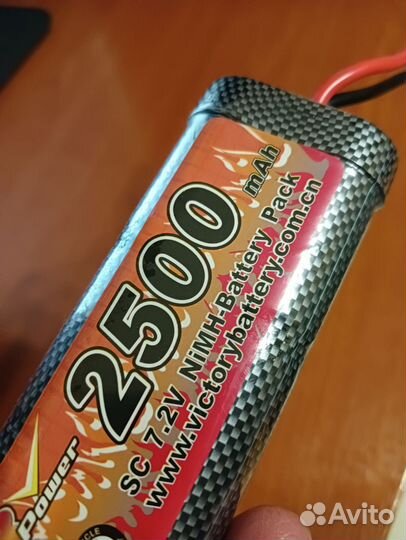 2500 mAh
SC 7.2V NiMH-Battery Pack
www.victorybattery.com.cn
Power
Avito